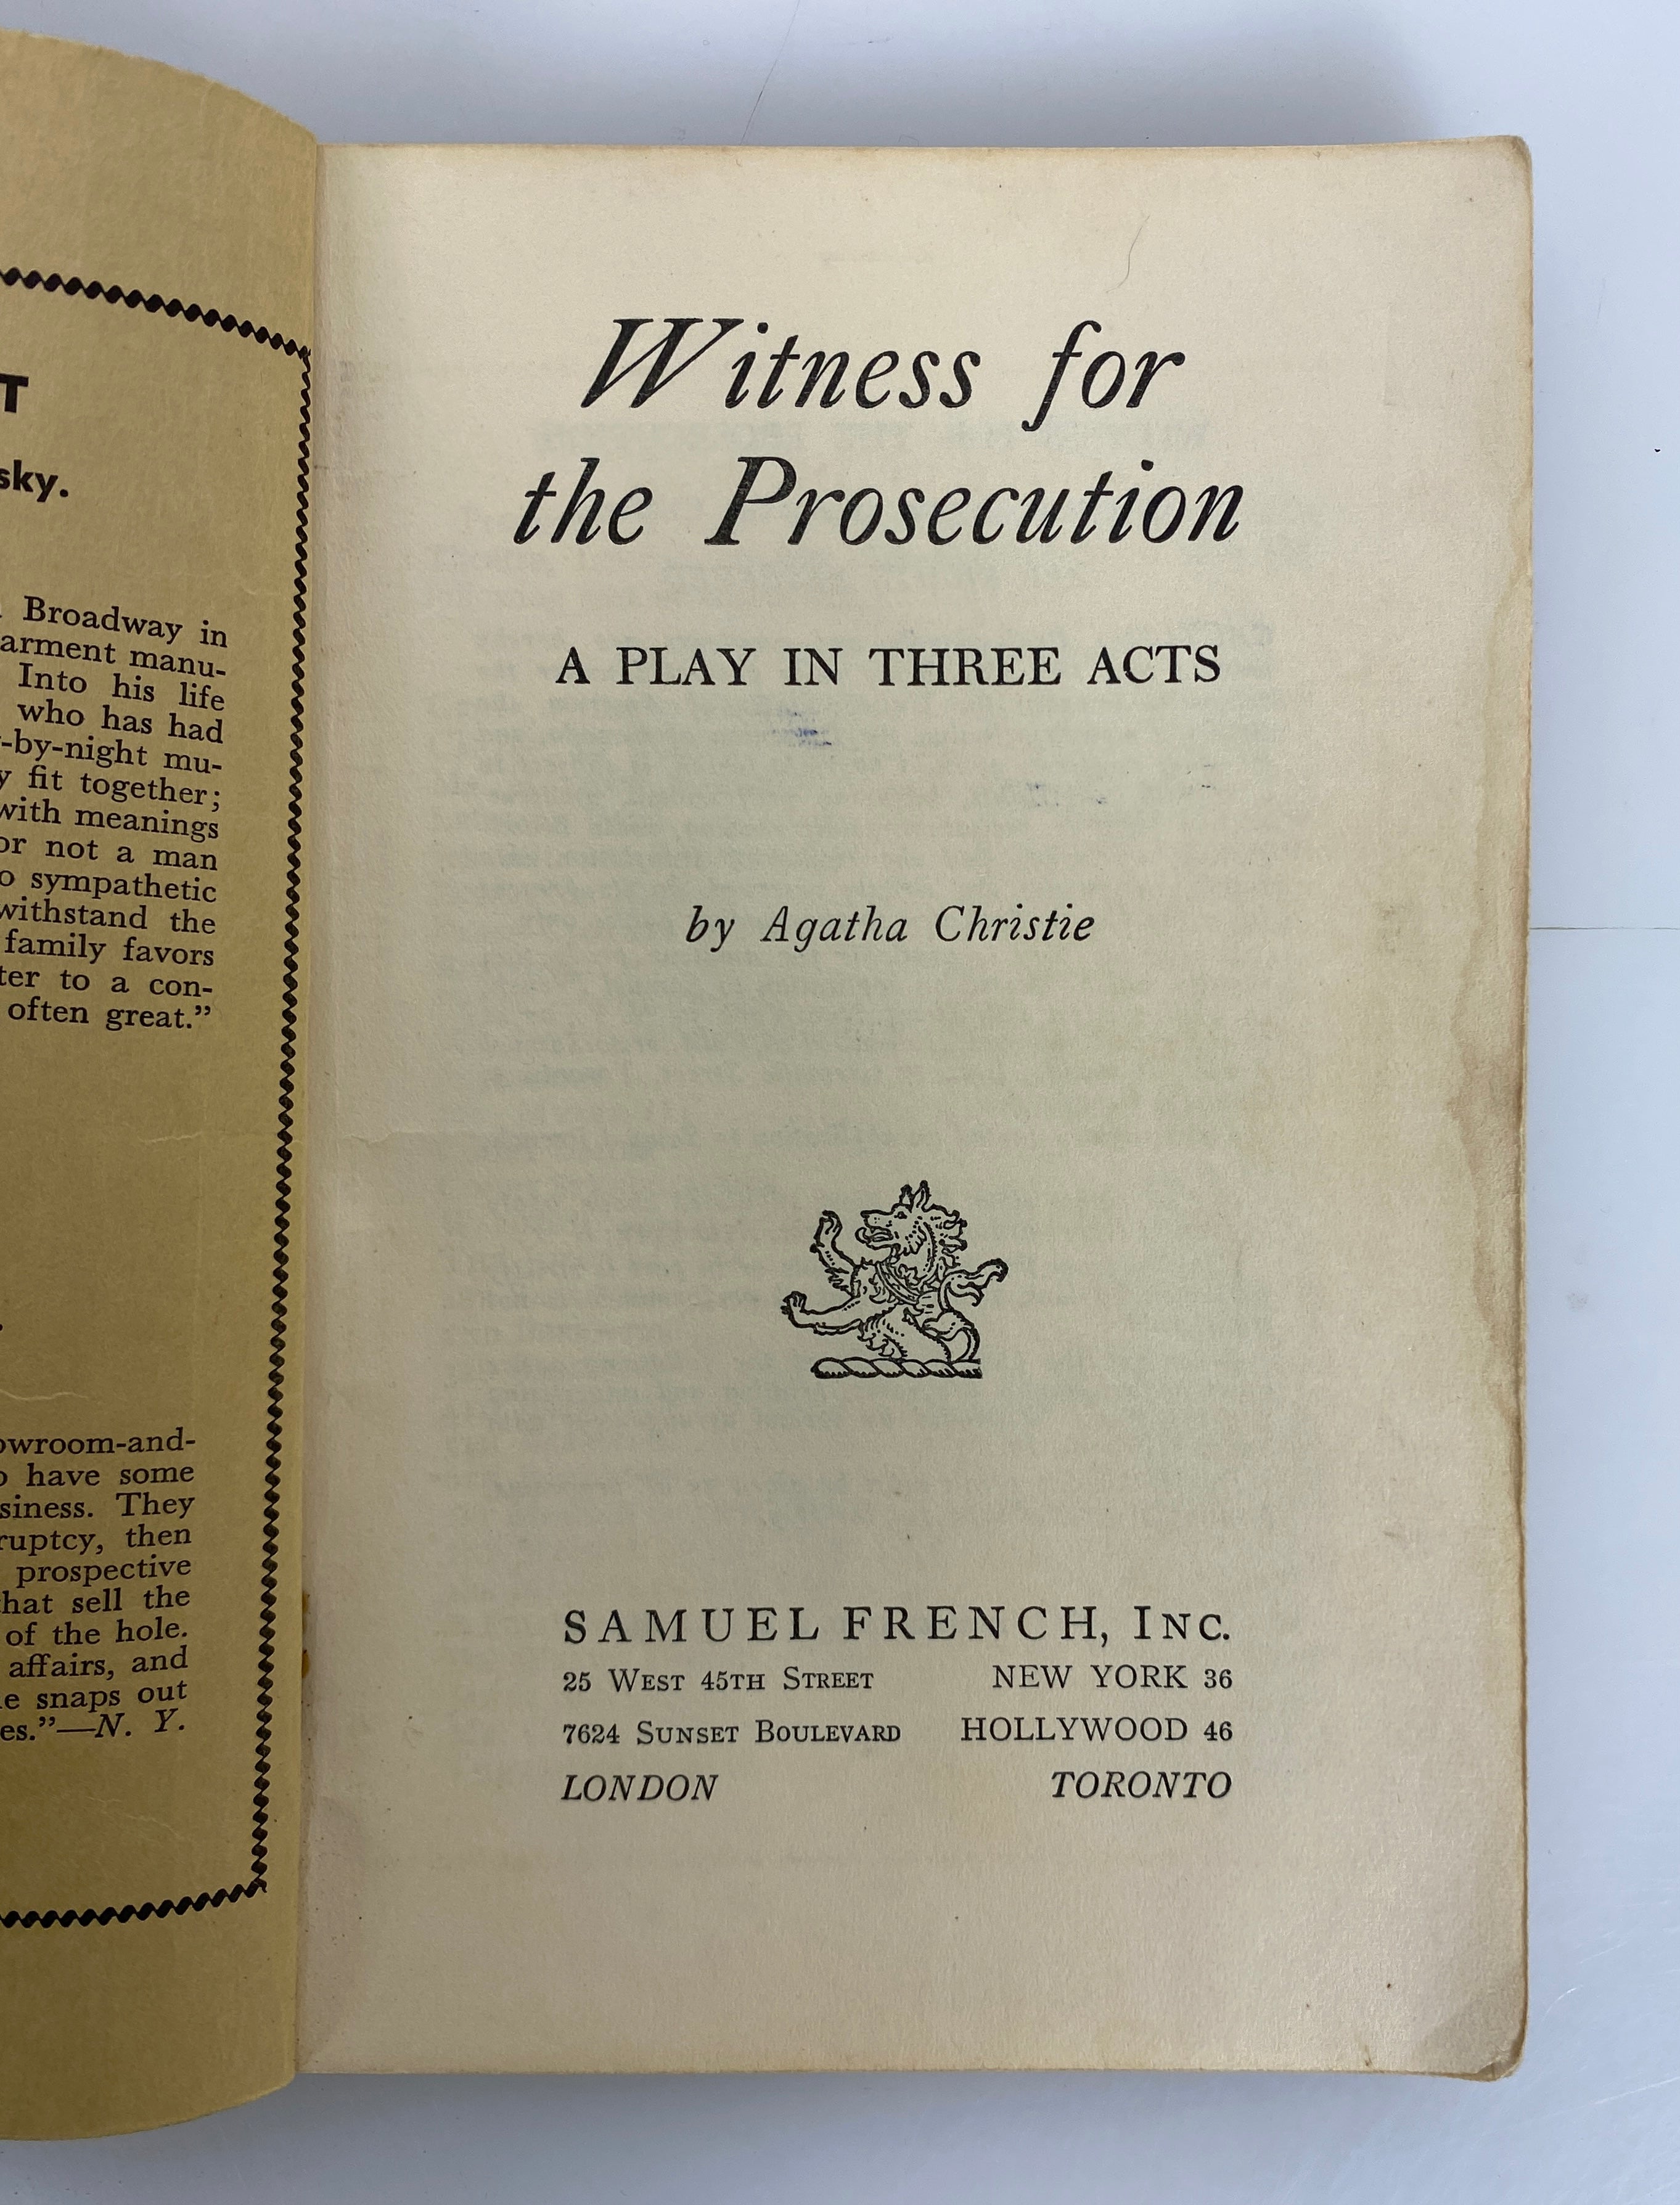 T
sky.
Broadway in
arment manu-
Into his life
who has had
-by-night mu-
y fit together;
with meanings
or not a man
o sympathetic
withstand the
family favors
ter to a con-
often great.”
owroom-and-
o have some
siness. They
ruptcy, then
prospective
that sell the
of the hole.
affairs, and
e snaps out
es.”—N. Y.
Witness for
the Prosecution
A PLAY IN THREE ACTS
by Agatha Christie
SAMUEL FRENCH, INC.
25 WEST 45TH STREET NEW YORK 36
7624 SUNSET BOULEVARD HOLLYWOOD 46
LONDON TORONTO